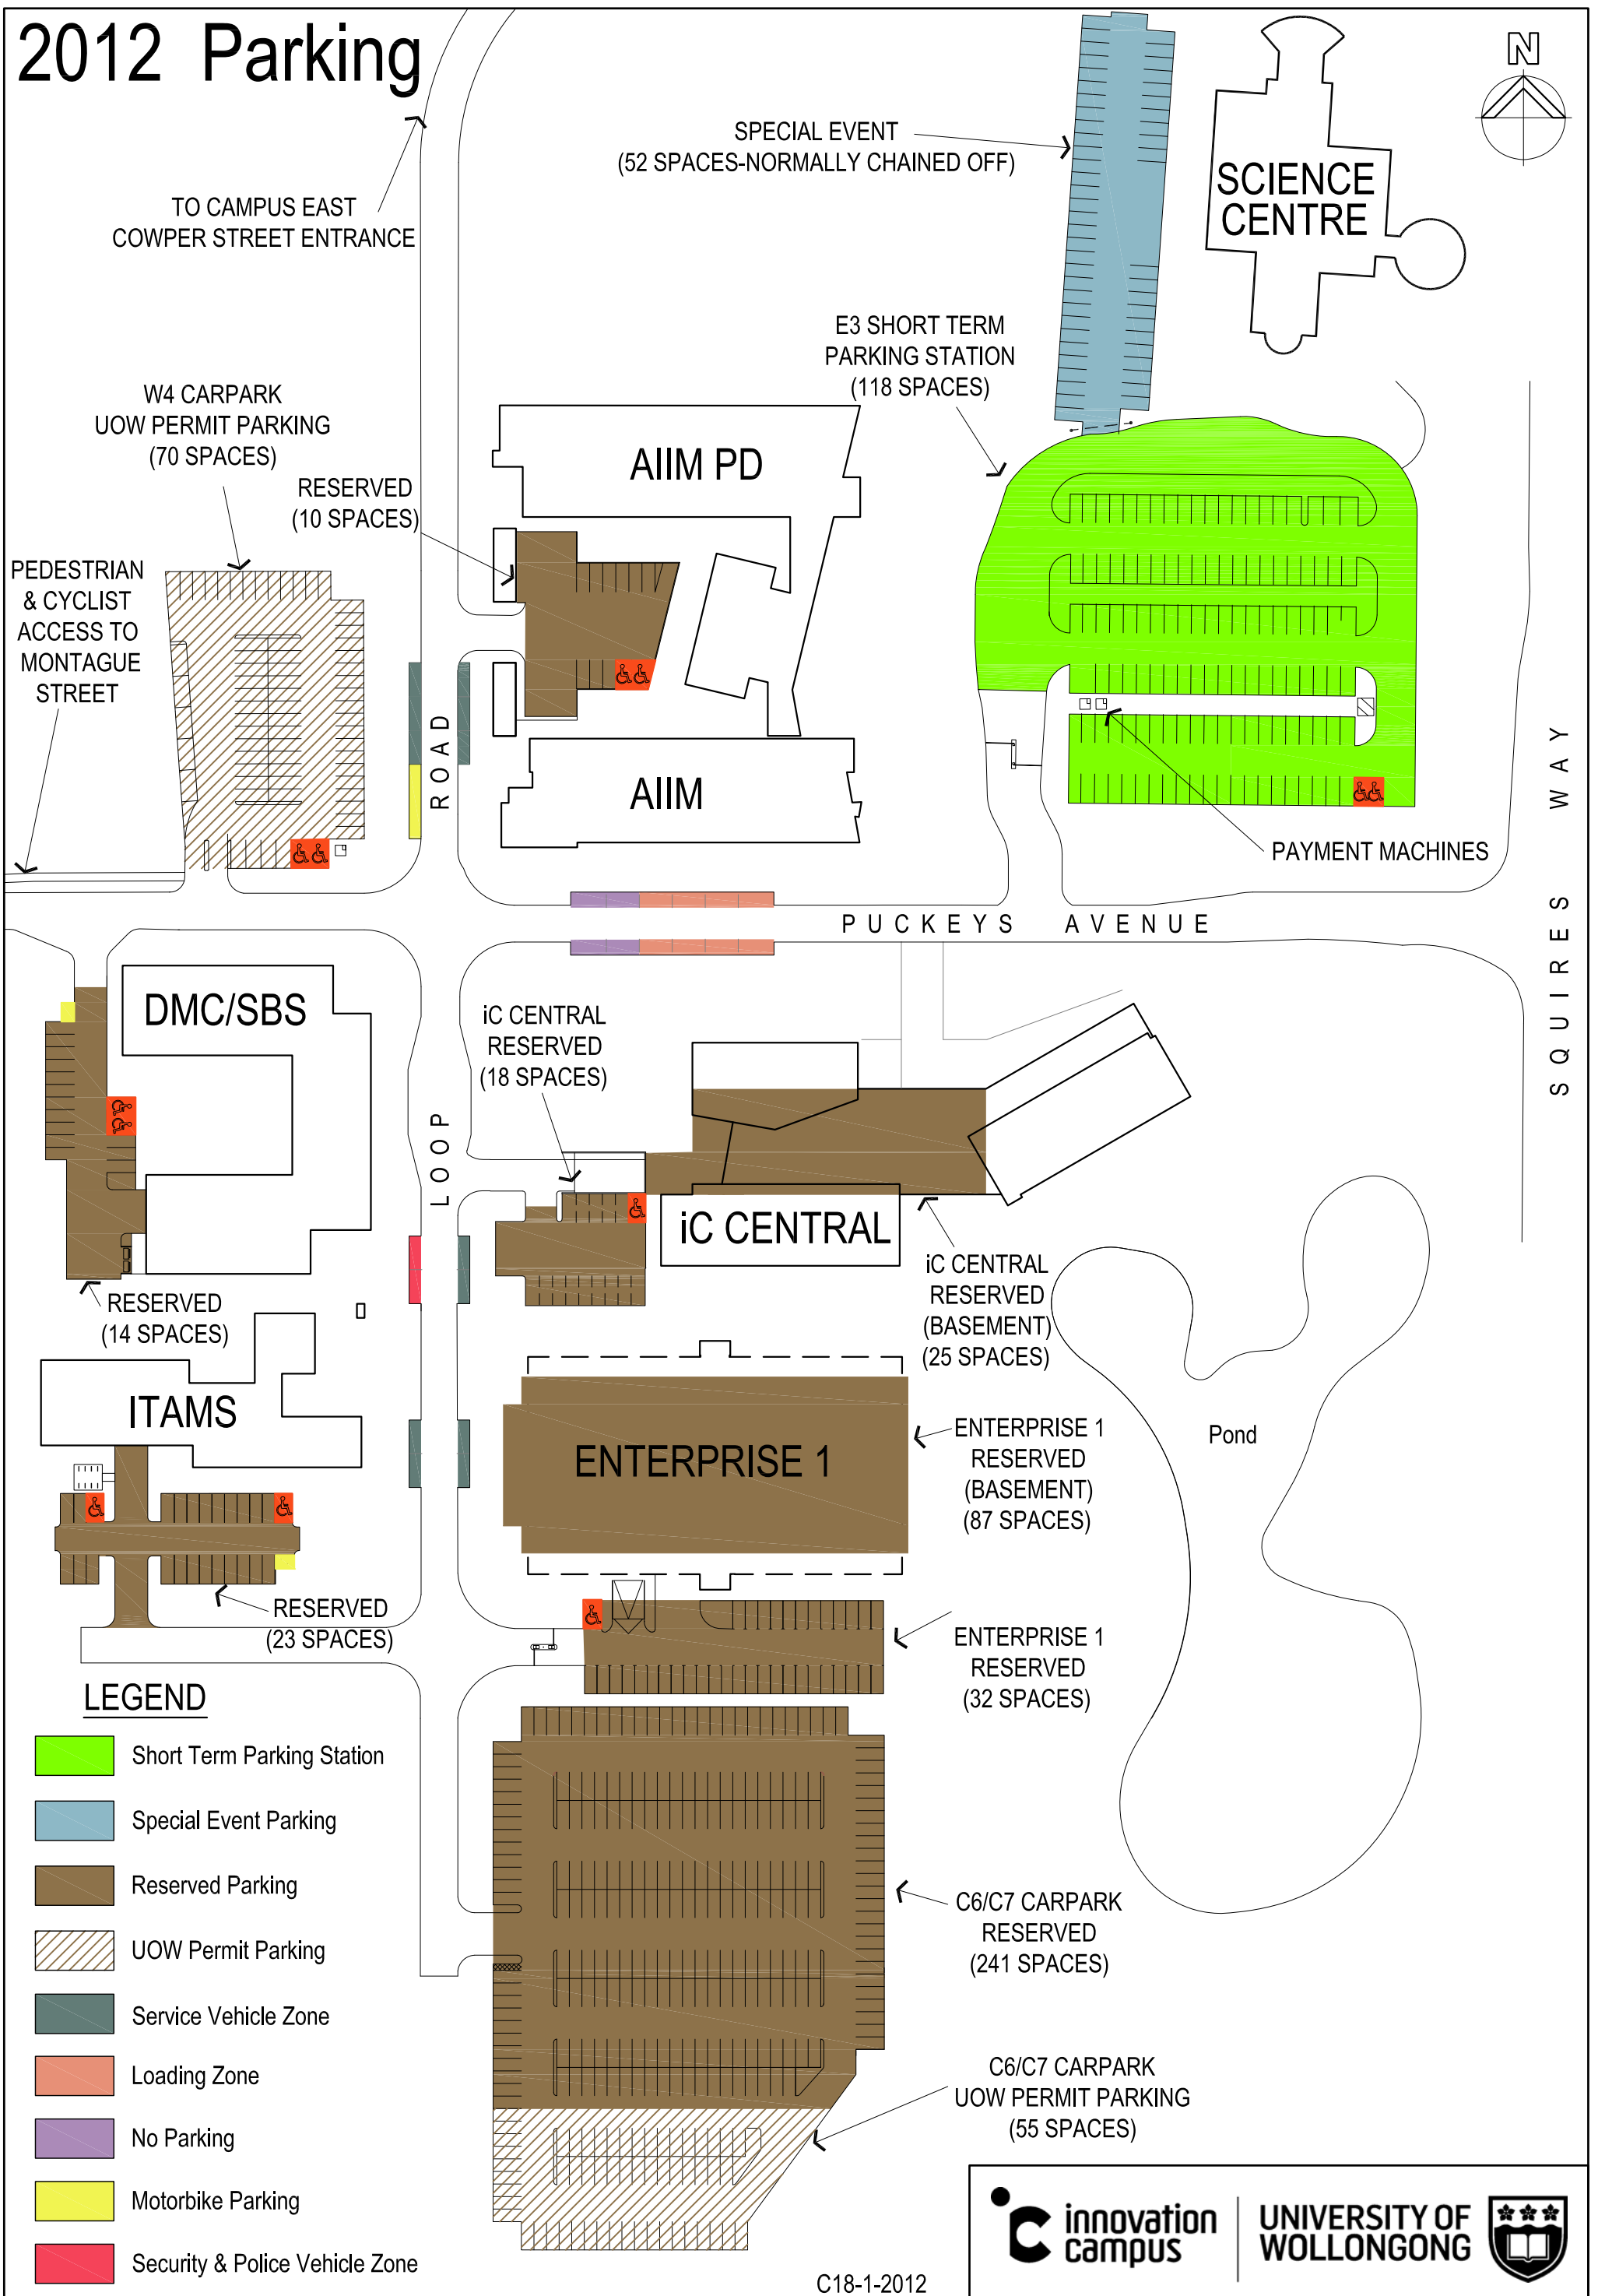 2012 Parking
N
SPECIAL EVENT
(52 SPACES-NORMALLY CHAINED OFF)
SCIENCE
CENTRE
TO CAMPUS EAST
COWPER STREET ENTRANCE
E3 SHORT TERM
PARKING STATION
(118 SPACES)
W4 CARPARK
UOW PERMIT PARKING
(70 SPACES)
AIIM PD
RESERVED
(10 SPACES)
PEDESTRIAN
& CYCLIST
ACCESS TO
MONTAGUE
STREET
ROAD
AIIM
PAYMENT MACHINES
PUCKEYS AVENUE
SQUIRES WAY
DMC/SBS
iC CENTRAL
RESERVED
(18 SPACES)
LOOP
iC CENTRAL
iC CENTRAL
RESERVED
(BASEMENT)
(25 SPACES)
RESERVED
(14 SPACES)
ITAMS
ENTERPRISE 1
ENTERPRISE 1
RESERVED
(BASEMENT)
(87 SPACES)
Pond
RESERVED
(23 SPACES)
ENTERPRISE 1
RESERVED
(32 SPACES)
LEGEND
Short Term Parking Station
Special Event Parking
Reserved Parking
UOW Permit Parking
Service Vehicle Zone
Loading Zone
No Parking
Motorbike Parking
Security & Police Vehicle Zone
C6/C7 CARPARK
RESERVED
(241 SPACES)
C6/C7 CARPARK
UOW PERMIT PARKING
(55 SPACES)
iC innovation
campus
UNIVERSITY OF
WOLLONGONG
C18-1-2012